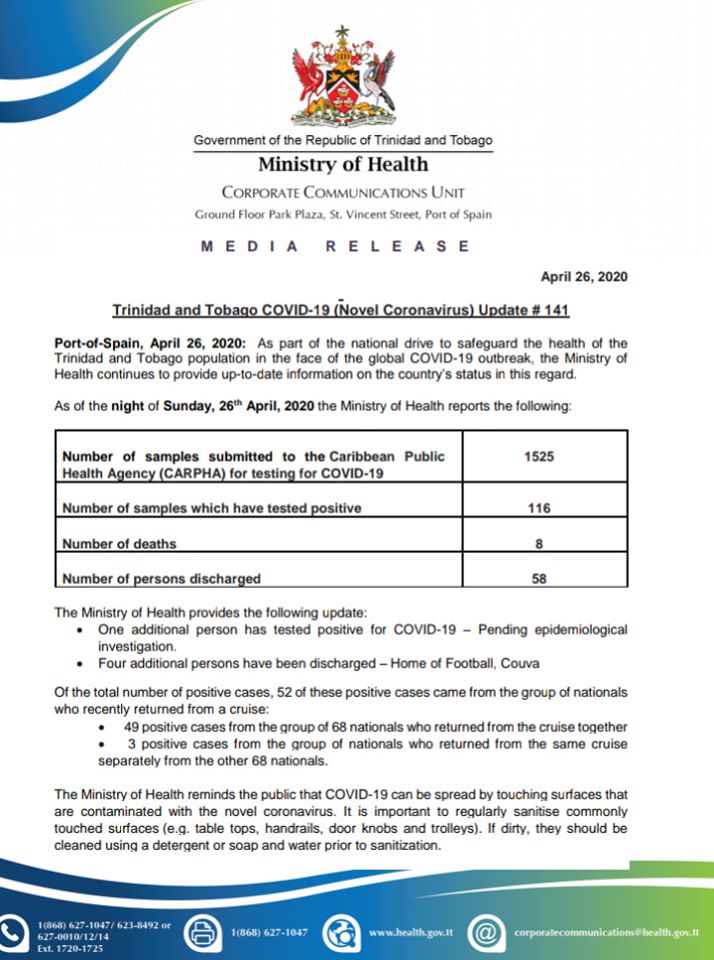 Government of the Republic of Trinidad and Tobago
Ministry of Health
CORPORATE COMMUNICATIONS UNIT
Ground Floor Park Plaza, St. Vincent Street, Port of Spain
MEDIA RELEASE
April 26, 2020
Trinidad and Tobago COVID-19 (Novel Coronavirus) Update # 141
Port-of-Spain, April 26, 2020: As part of the national drive to safeguard the health of the
Trinidad and Tobago population in the face of the global COVID-19 outbreak, the Ministry of
Health continues to provide up-to-date information on the country's status in this regard.
As of the night of Sunday, 26th April, 2020 the Ministry of Health reports the following:
Number of samples submitted to the Caribbean Public 1525
Health Agency (CARPHA) for testing for COVID-19
Number of samples which have tested positive 116
Number of deaths 8
Number of persons discharged 58
The Ministry of Health provides the following update:
• One additional person has tested positive for COVID-19 – Pending epidemiological
investigation.
• Four additional persons have been discharged – Home of Football, Couva
Of the total number of positive cases, 52 of these positive cases came from the group of nationals
who recently returned from a cruise:
• 49 positive cases from the group of 68 nationals who returned from the cruise together
• 3 positive cases from the group of nationals who returned from the same cruise
separately from the other 68 nationals.
The Ministry of Health reminds the public that COVID-19 can be spread by touching surfaces that
are contaminated with the novel coronavirus. It is important to regularly sanitise commonly
touched surfaces (e.g. table tops, handrails, door knobs and trolleys). If dirty, they should be
cleaned using a detergent or soap and water prior to sanitization.
1(868) 627-1047/ 623-8492 or
627-0010/12/14
Ext. 1720-1725
1(868) 627-1047
www.health.gov.tt
@ corporatecommunications@health.gov.tt